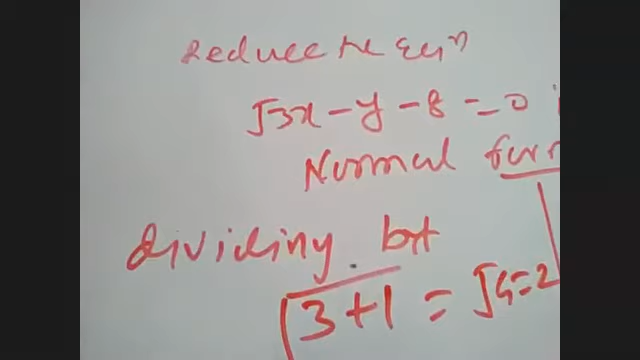 Reduce the Eqn
√3x - y - 8 = 0 i
Normal form
dividing by
√3+1 = √4=2